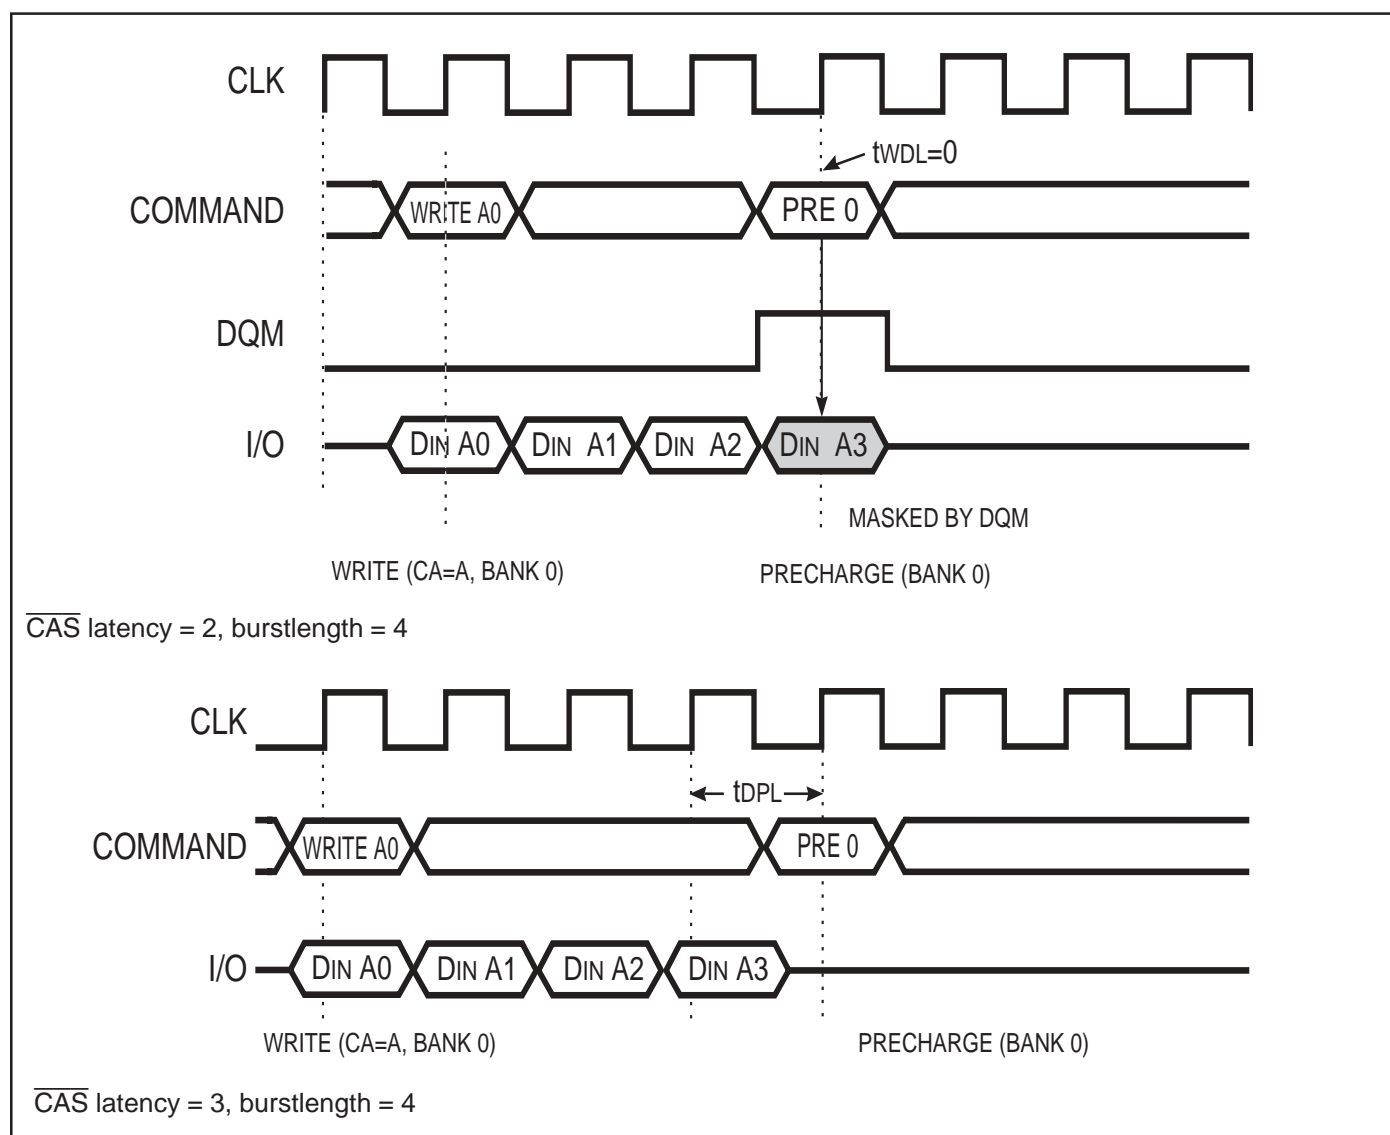 CLK
tWDL=0
COMMAND WRITE A0 PRE 0
DQM
I/O DIN A0 DIN A1 DIN A2 DIN A3
MASKED BY DQM
WRITE (CA=A, BANK 0) PRECHARGE (BANK 0)
CAS latency = 2, burstlength = 4
CLK
tDPL
COMMAND WRITE A0 PRE 0
I/O DIN A0 DIN A1 DIN A2 DIN A3
WRITE (CA=A, BANK 0) PRECHARGE (BANK 0)
CAS latency = 3, burstlength = 4